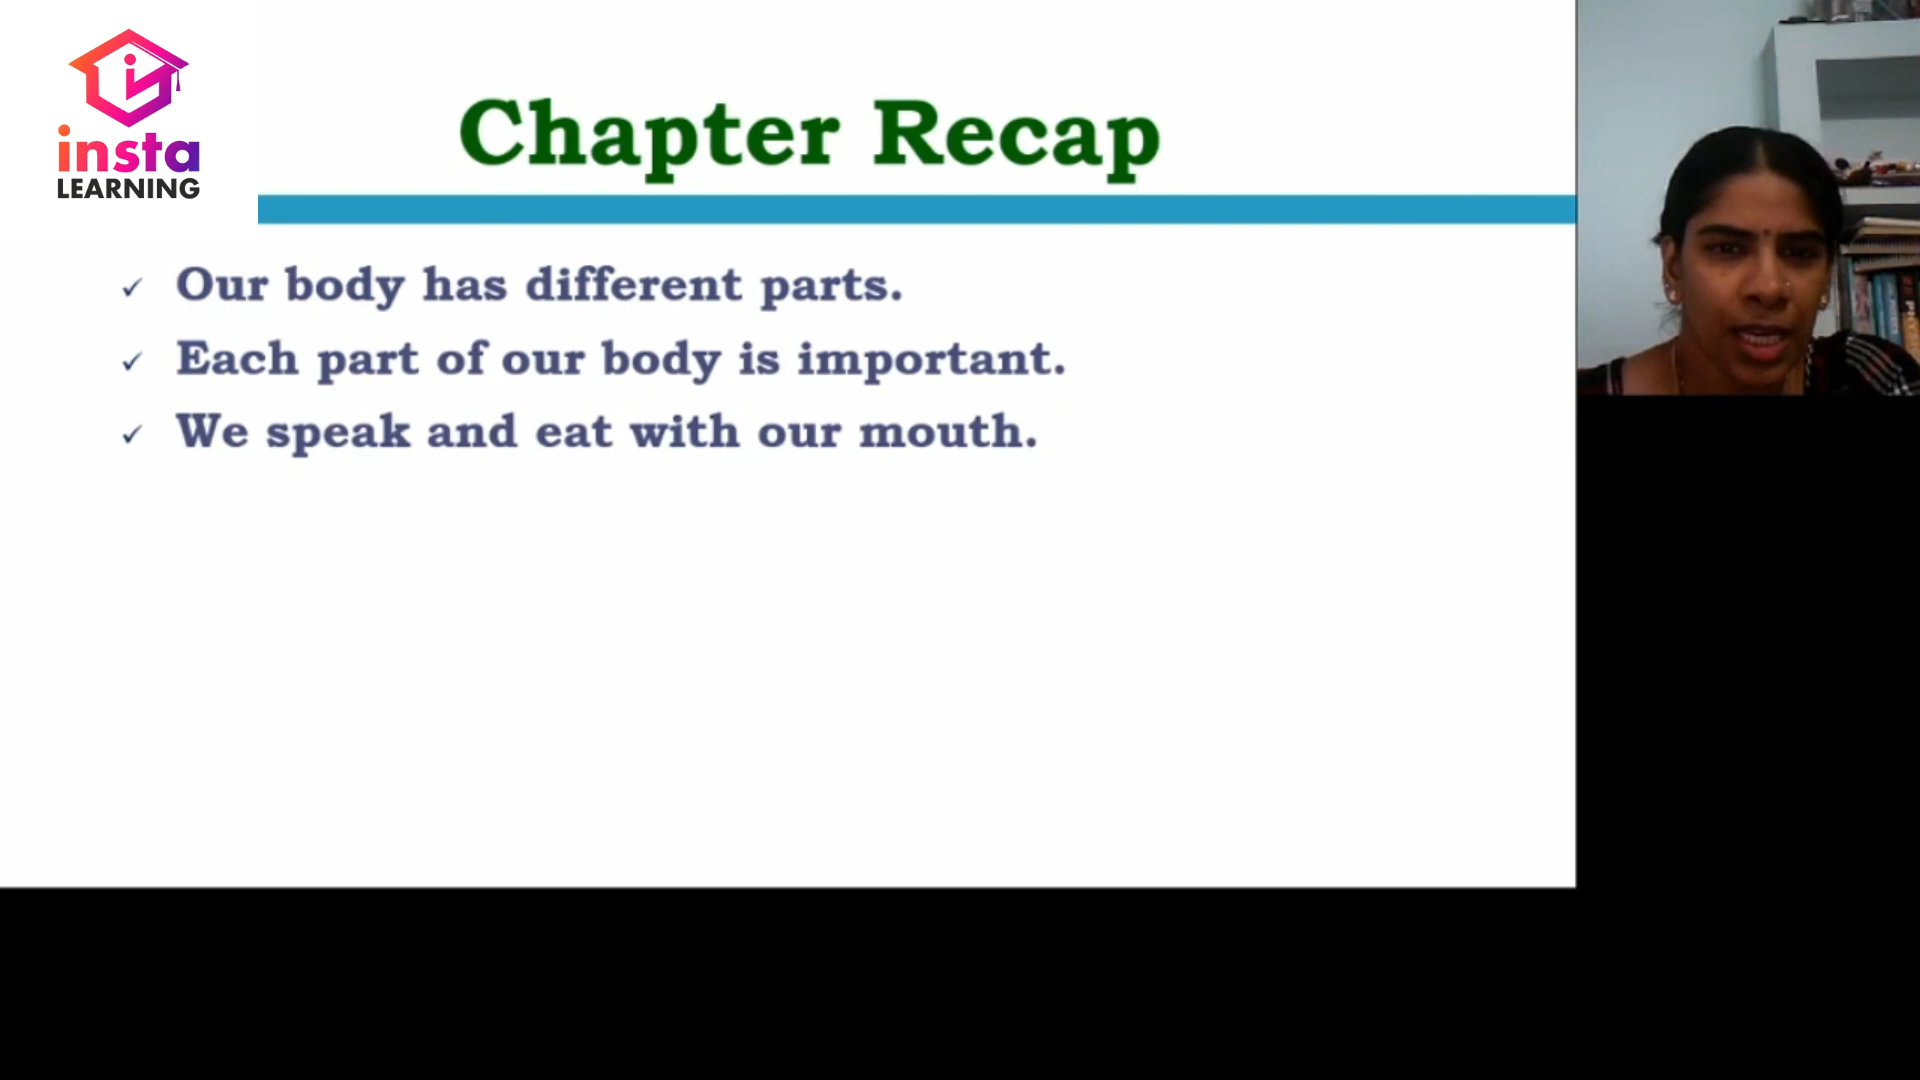 insta
LEARNING
Chapter Recap
✓ Our body has different parts.
✓ Each part of our body is important.
✓ We speak and eat with our mouth.